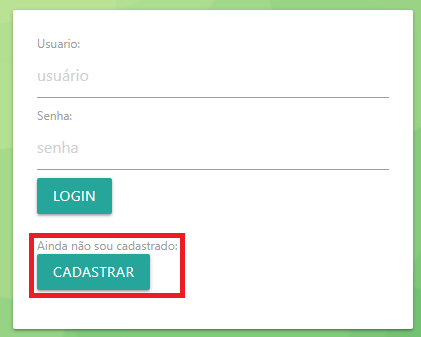 Usuario:
usuário
Senha:
senha
LOGIN
Ainda não sou cadastrado:
CADASTRAR